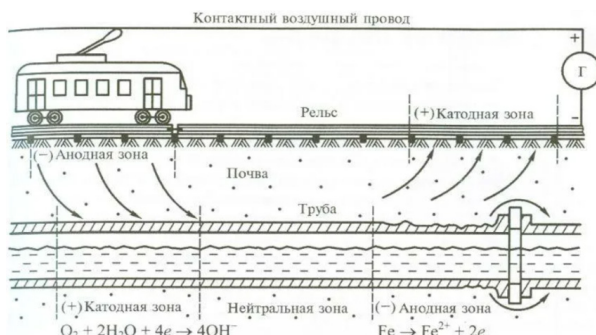 Контактный воздушный провод
+
Г
−
Рельс
(+) Катодная зона
(−) Анодная зона
Почва
Труба
(+) Катодная зона
Нейтральная зона
(−) Анодная зона
O₂ + 2H₂O + 4e → 4OH⁻
Fe → Fe²⁺ + 2e